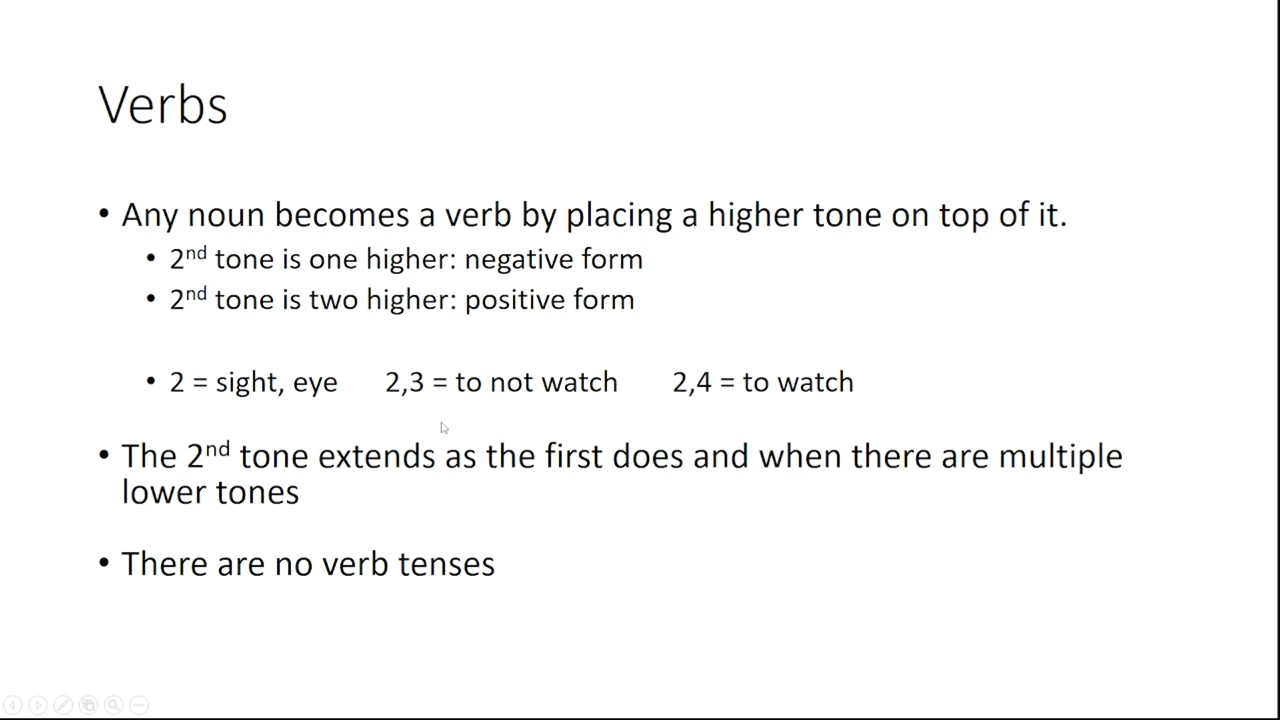 Verbs
• Any noun becomes a verb by placing a higher tone on top of it.
• 2nd tone is one higher: negative form
• 2nd tone is two higher: positive form
• 2 = sight, eye 2,3 = to not watch 2,4 = to watch
• The 2nd tone extends as the first does and when there are multiple
lower tones
• There are no verb tenses